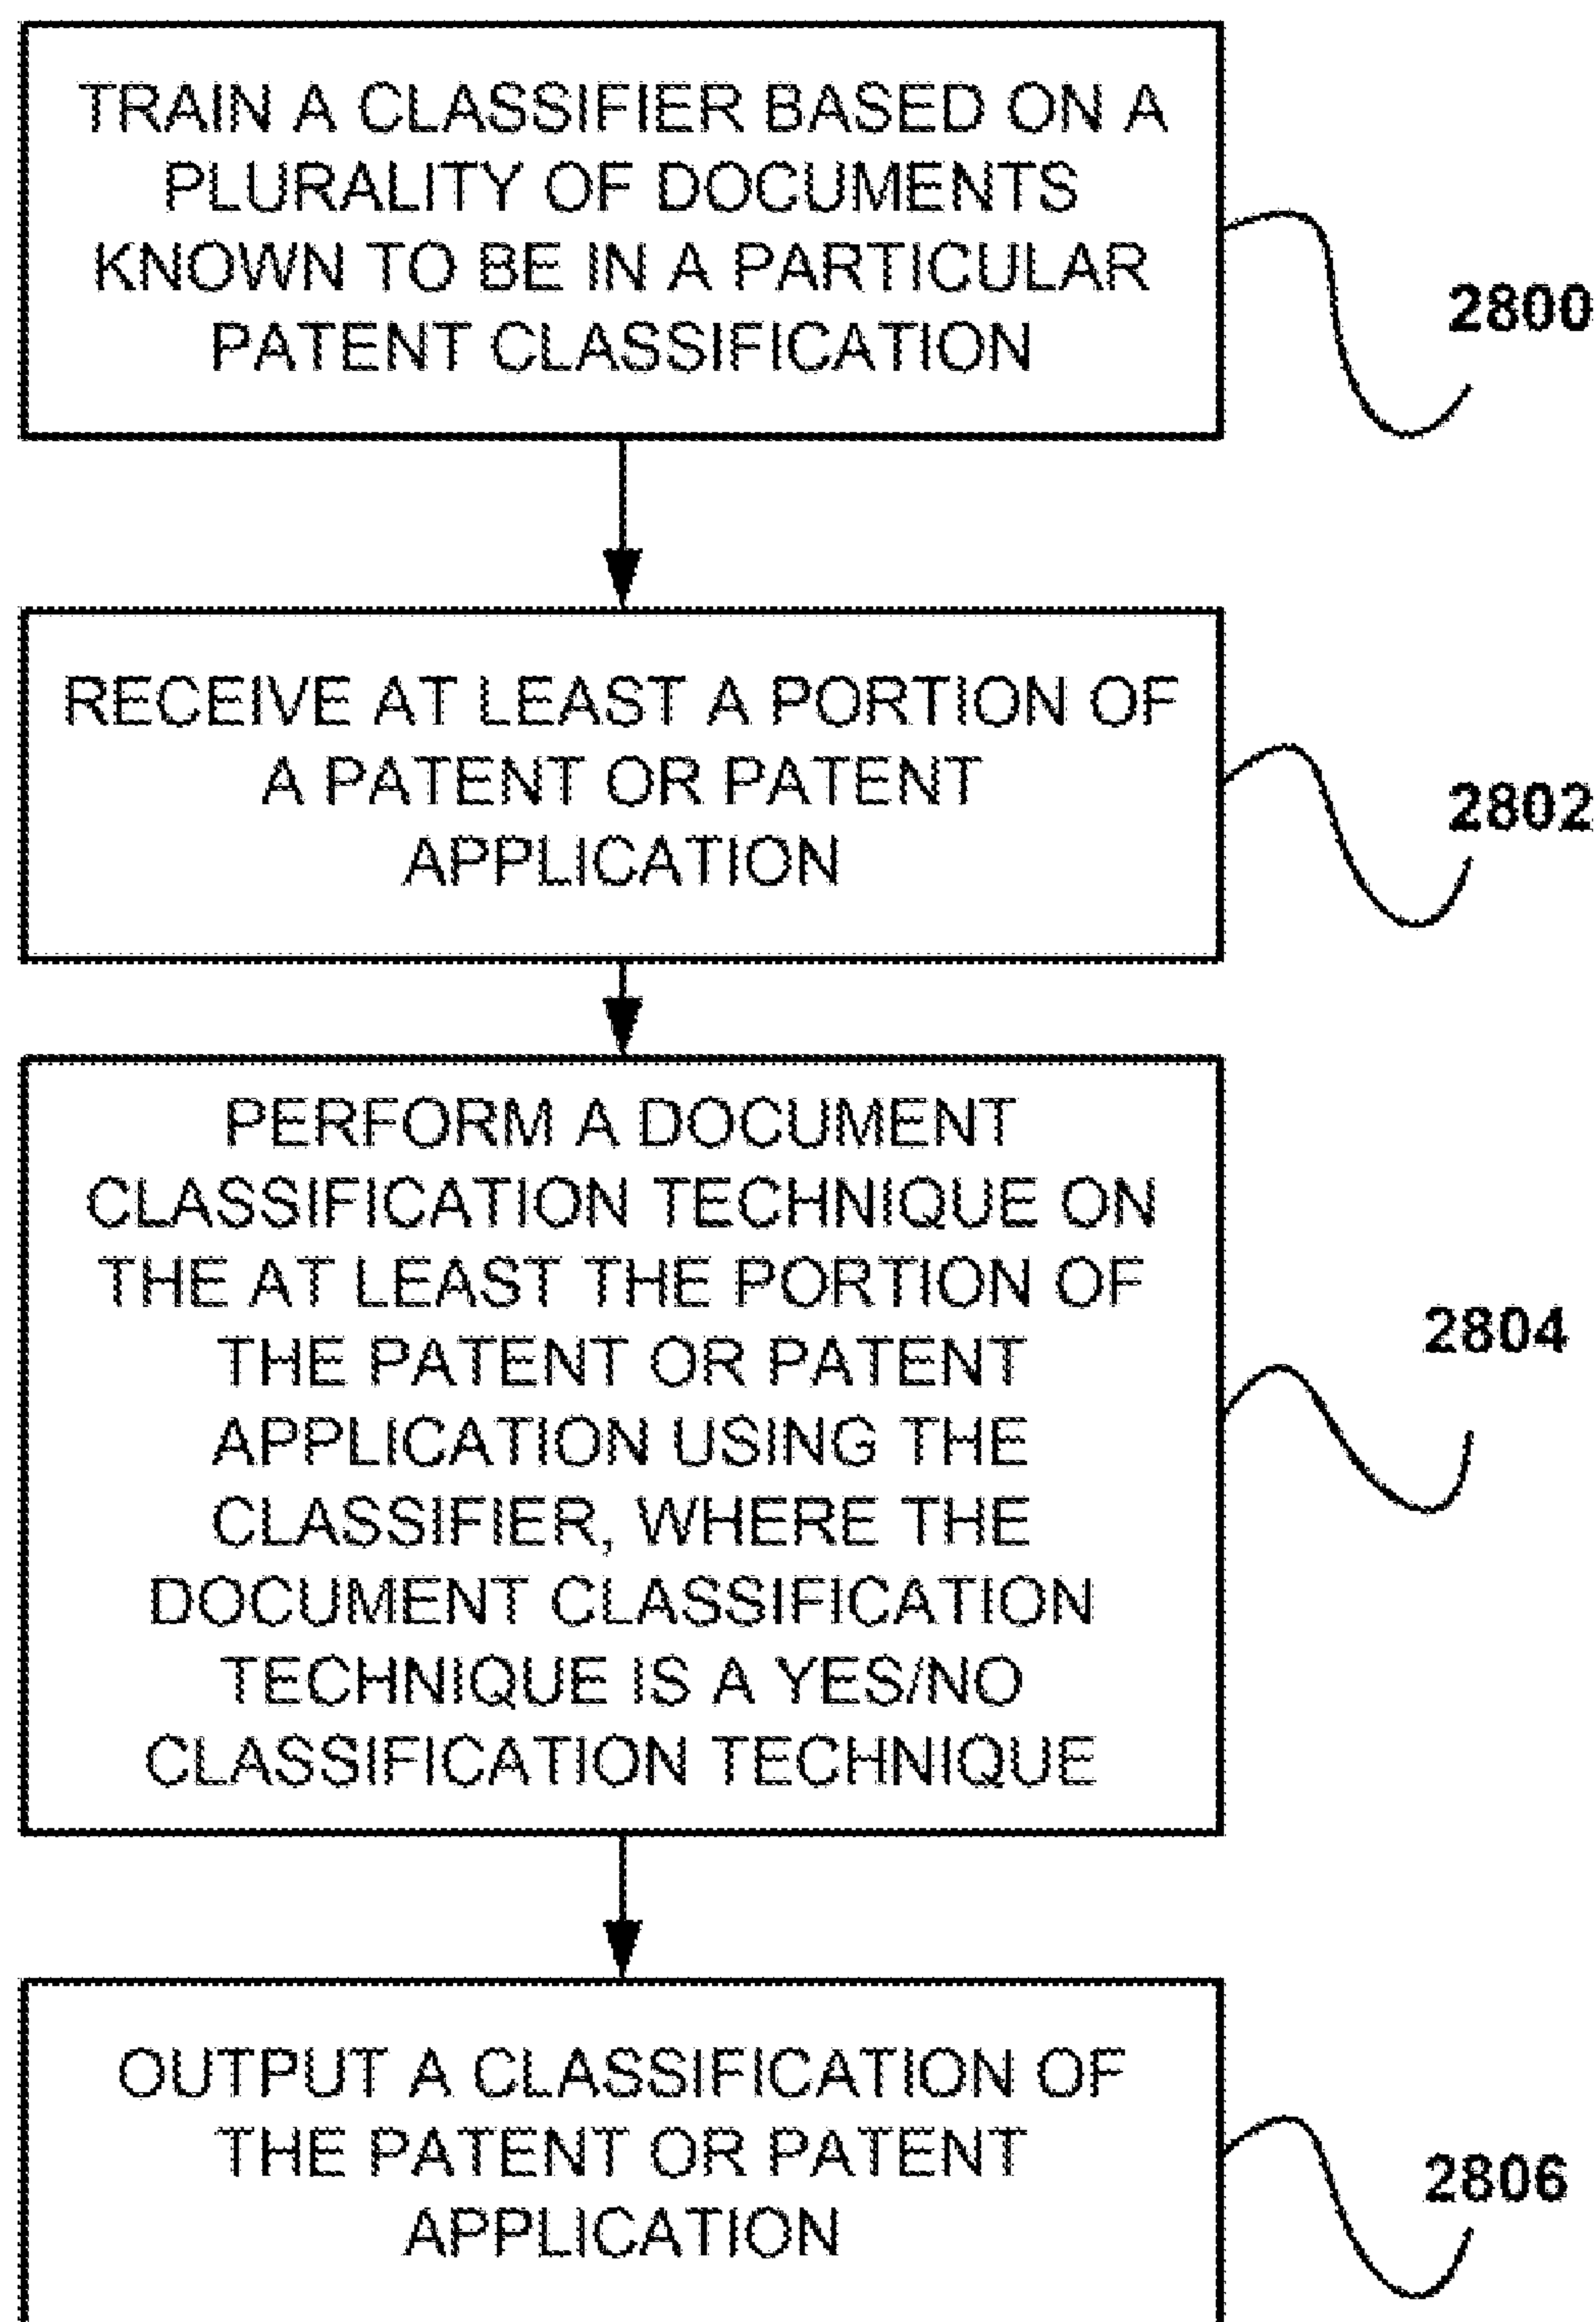 TRAIN A CLASSIFIER BASED ON A
PLURALITY OF DOCUMENTS
KNOWN TO BE IN A PARTICULAR
PATENT CLASSIFICATION
2800
RECEIVE AT LEAST A PORTION OF
A PATENT OR PATENT
APPLICATION
2802
PERFORM A DOCUMENT
CLASSIFICATION TECHNIQUE ON
THE AT LEAST THE PORTION OF
THE PATENT OR PATENT
APPLICATION USING THE
CLASSIFIER, WHERE THE
DOCUMENT CLASSIFICATION
TECHNIQUE IS A YES/NO
CLASSIFICATION TECHNIQUE
2804
OUTPUT A CLASSIFICATION OF
THE PATENT OR PATENT
APPLICATION
2806